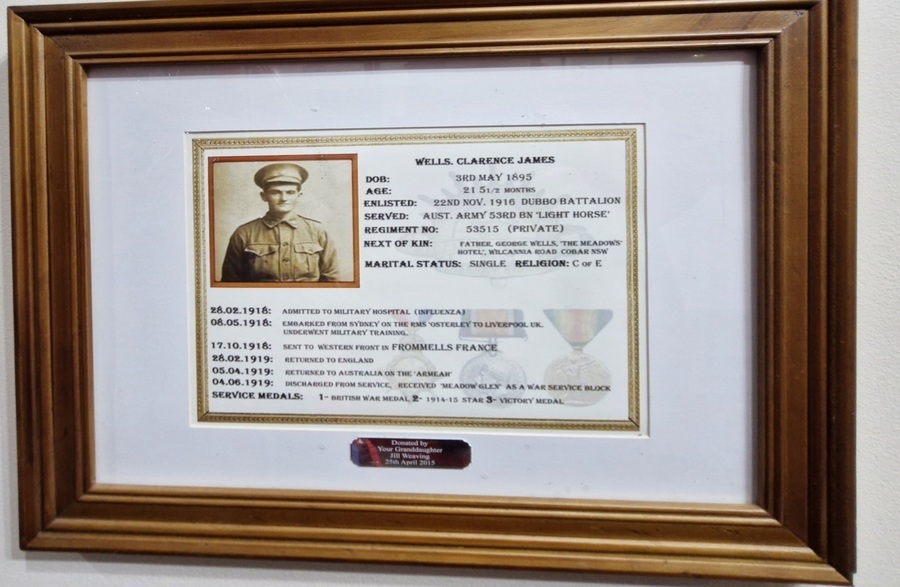 WELLS. CLARENCE JAMES
DOB: 3RD MAY 1895
AGE: 21 5 1/2 MONTHS
ENLISTED: 22ND NOV. 1916 DUBBO BATTALION
SERVED: AUST. ARMY 53RD BN 'LIGHT HORSE'
REGIMENT NO: 53515 (PRIVATE)
NEXT OF KIN: FATHER, GEORGE WELLS, 'THE MEADOWS'
HOTEL', WILCANNIA ROAD COBAR NSW
MARITAL STATUS: SINGLE RELIGION: C OF E
28.02.1918: ADMITTED TO MILITARY HOSPITAL (INFLUENZA)
08.05.1918: EMBARKED FROM SYDNEY ON THE RMS 'OSTERLEY' TO LIVERPOOL, UK.
UNDERWENT MILITARY TRAINING.
17.10.1918: SENT TO WESTERN FRONT IN FROMMELLS FRANCE
28.02.1919: RETURNED TO ENGLAND
05.04.1919: RETURNED TO AUSTRALIA ON THE 'ARMEAH'
04.06.1919: DISCHARGED FROM SERVICE, RECEIVED 'MEADOW GLEN' AS A WAR SERVICE BLOCK
SERVICE MEDALS: 1- BRITISH WAR MEDAL 2- 1914-15 STAR 3- VICTORY MEDAL
Donated by
Your Granddaughter
Jill Weaving
25th April 2015